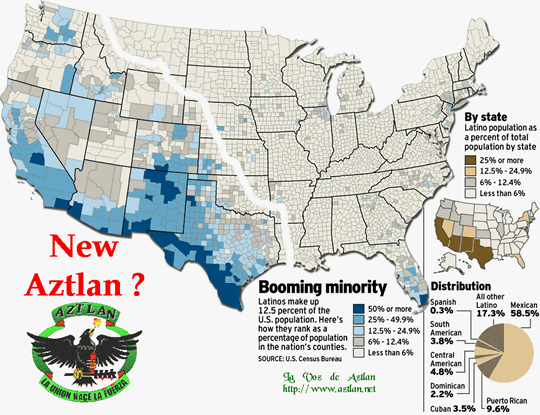 By state
Latino population as
a percent of total
population by state
25% or more
12.5% - 24.9%
6% - 12.4%
Less than 6%
New
Aztlan ?
AZTLAN
LA UNION HACE LA FUERZA
Booming minority
Latinos make up
12.5 percent of the
U.S. population. Here's
how they rank as a
percentage of population
in the nation's counties.
SOURCE: U.S. Census Bureau
50% or more
25% - 49.9%
12.5% - 24.9%
6% - 12.4%
Less than 6%
La Voz de Aztlan
http://www.aztlan.net
Distribution
Spanish
0.3%
All other
Latino
17.3%
Mexican
58.5%
South
American
3.8%
Central
American
4.8%
Dominican
2.2%
Cuban 3.5%
Puerto Rican
9.6%